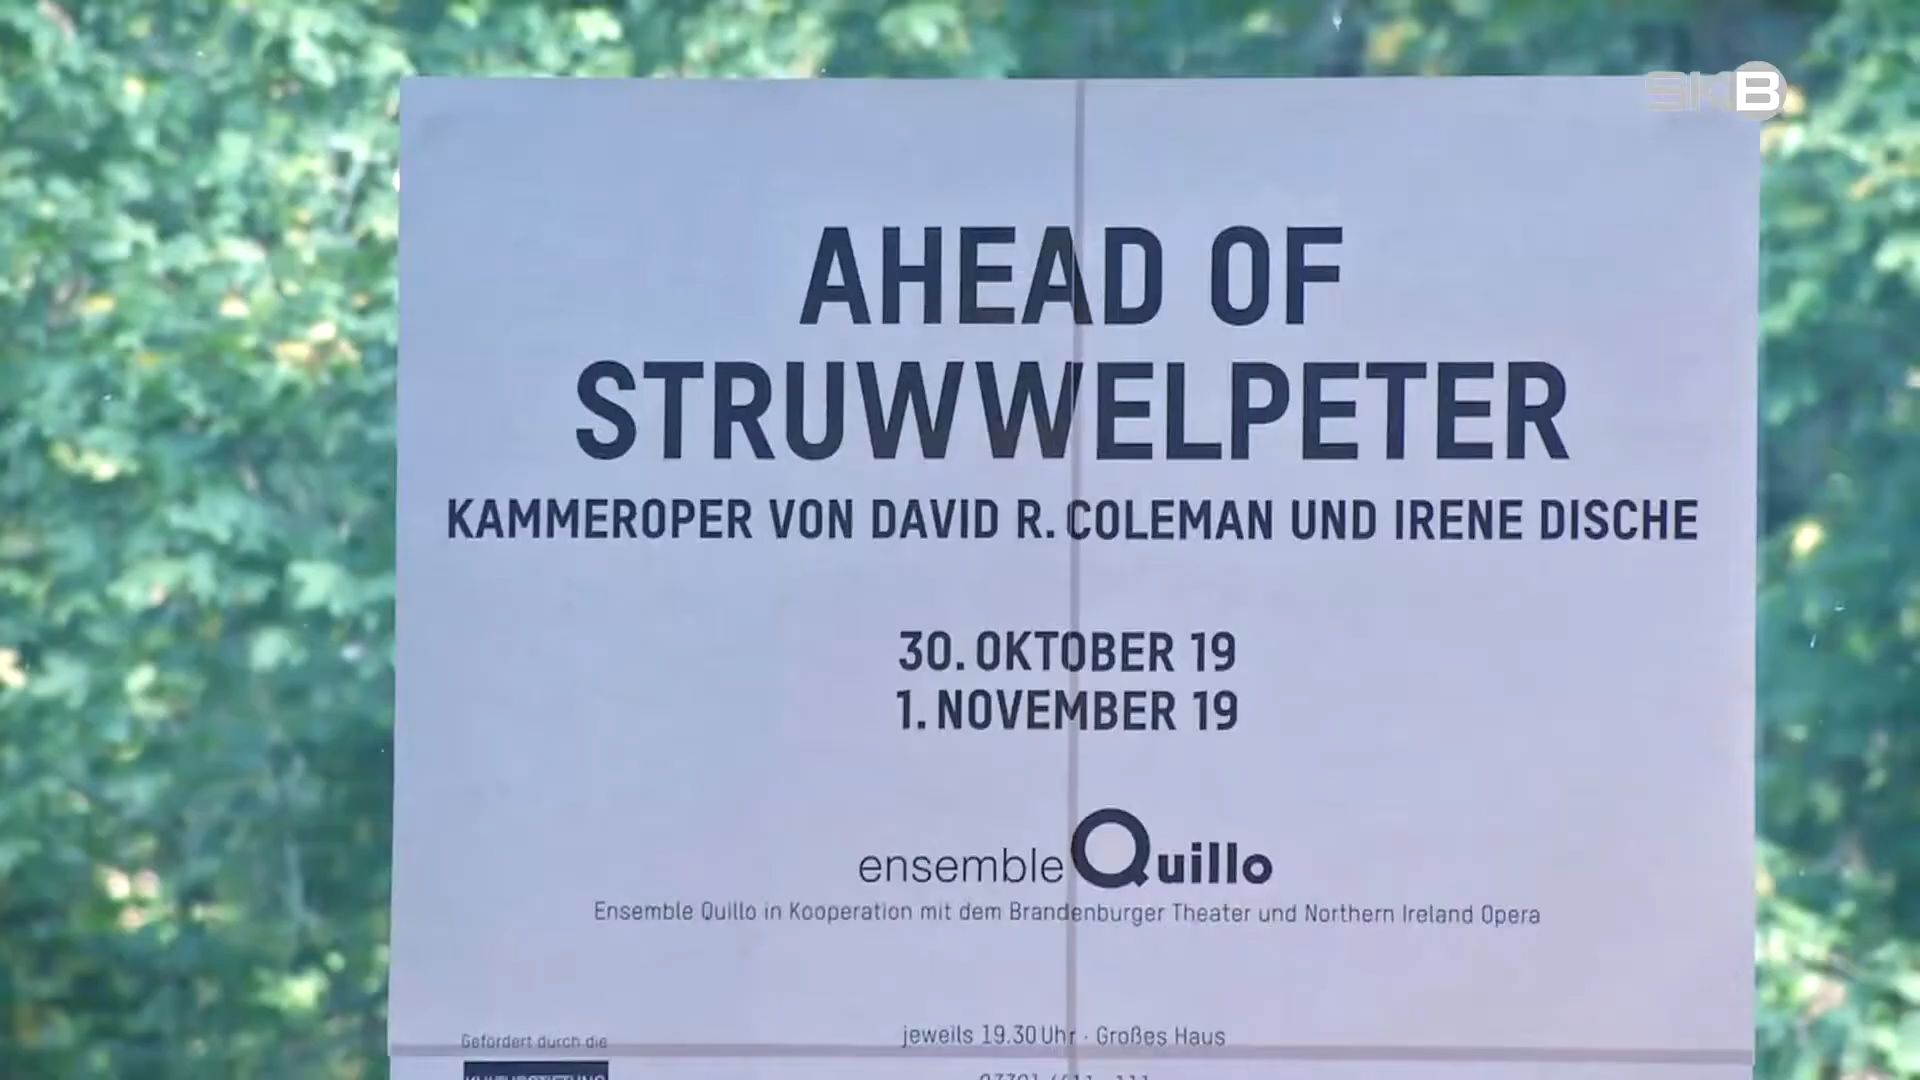 SKB
AHEAD OF
STRUWWELPETER
KAMMEROPER VON DAVID R. COLEMAN UND IRENE DISCHE
30. OKTOBER 19
1. NOVEMBER 19
ensemble Quillo
Ensemble Quillo in Kooperation mit dem Brandenburger Theater und Northern Ireland Opera
jeweils 19.30 Uhr · Großes Haus
Gefördert durch die